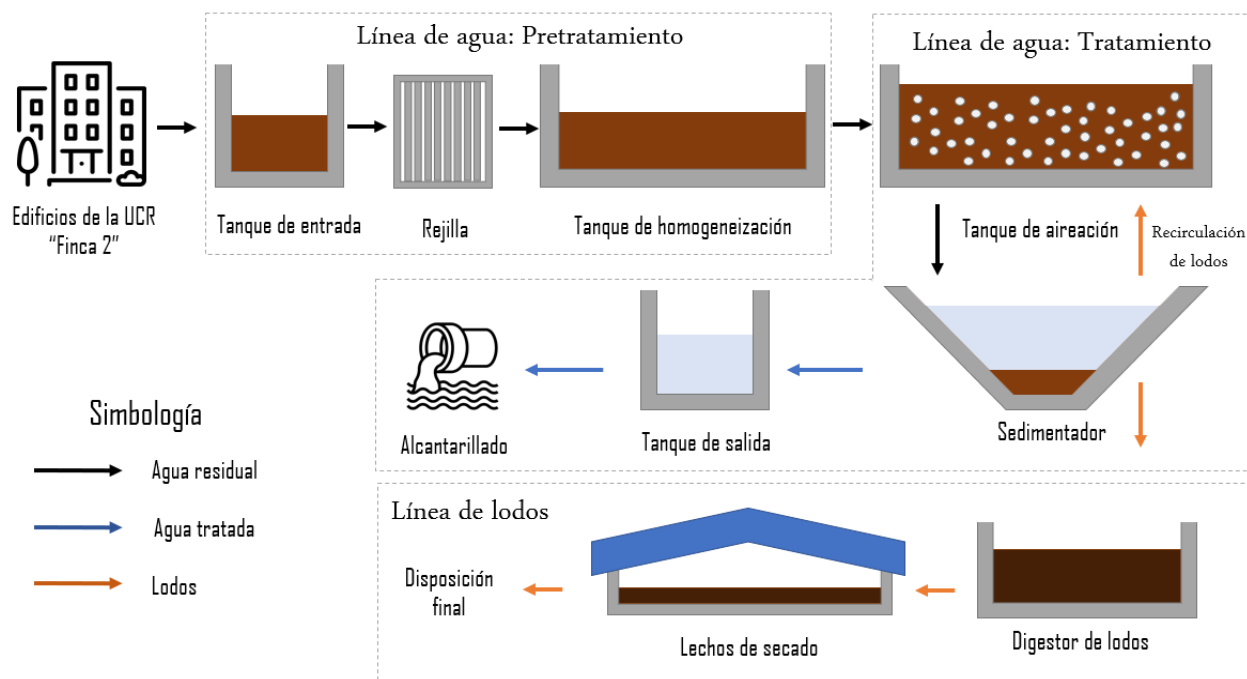 Línea de agua: Pretratamiento
Línea de agua: Tratamiento
Edificios de la UCR
“Finca 2”
Tanque de entrada
Rejilla
Tanque de homogeneización
Tanque de aireación
Recirculación
de lodos
Alcantarillado
Tanque de salida
Sedimentador
Simbología
Agua residual
Agua tratada
Lodos
Línea de lodos
Disposición
final
Lechos de secado
Digestor de lodos